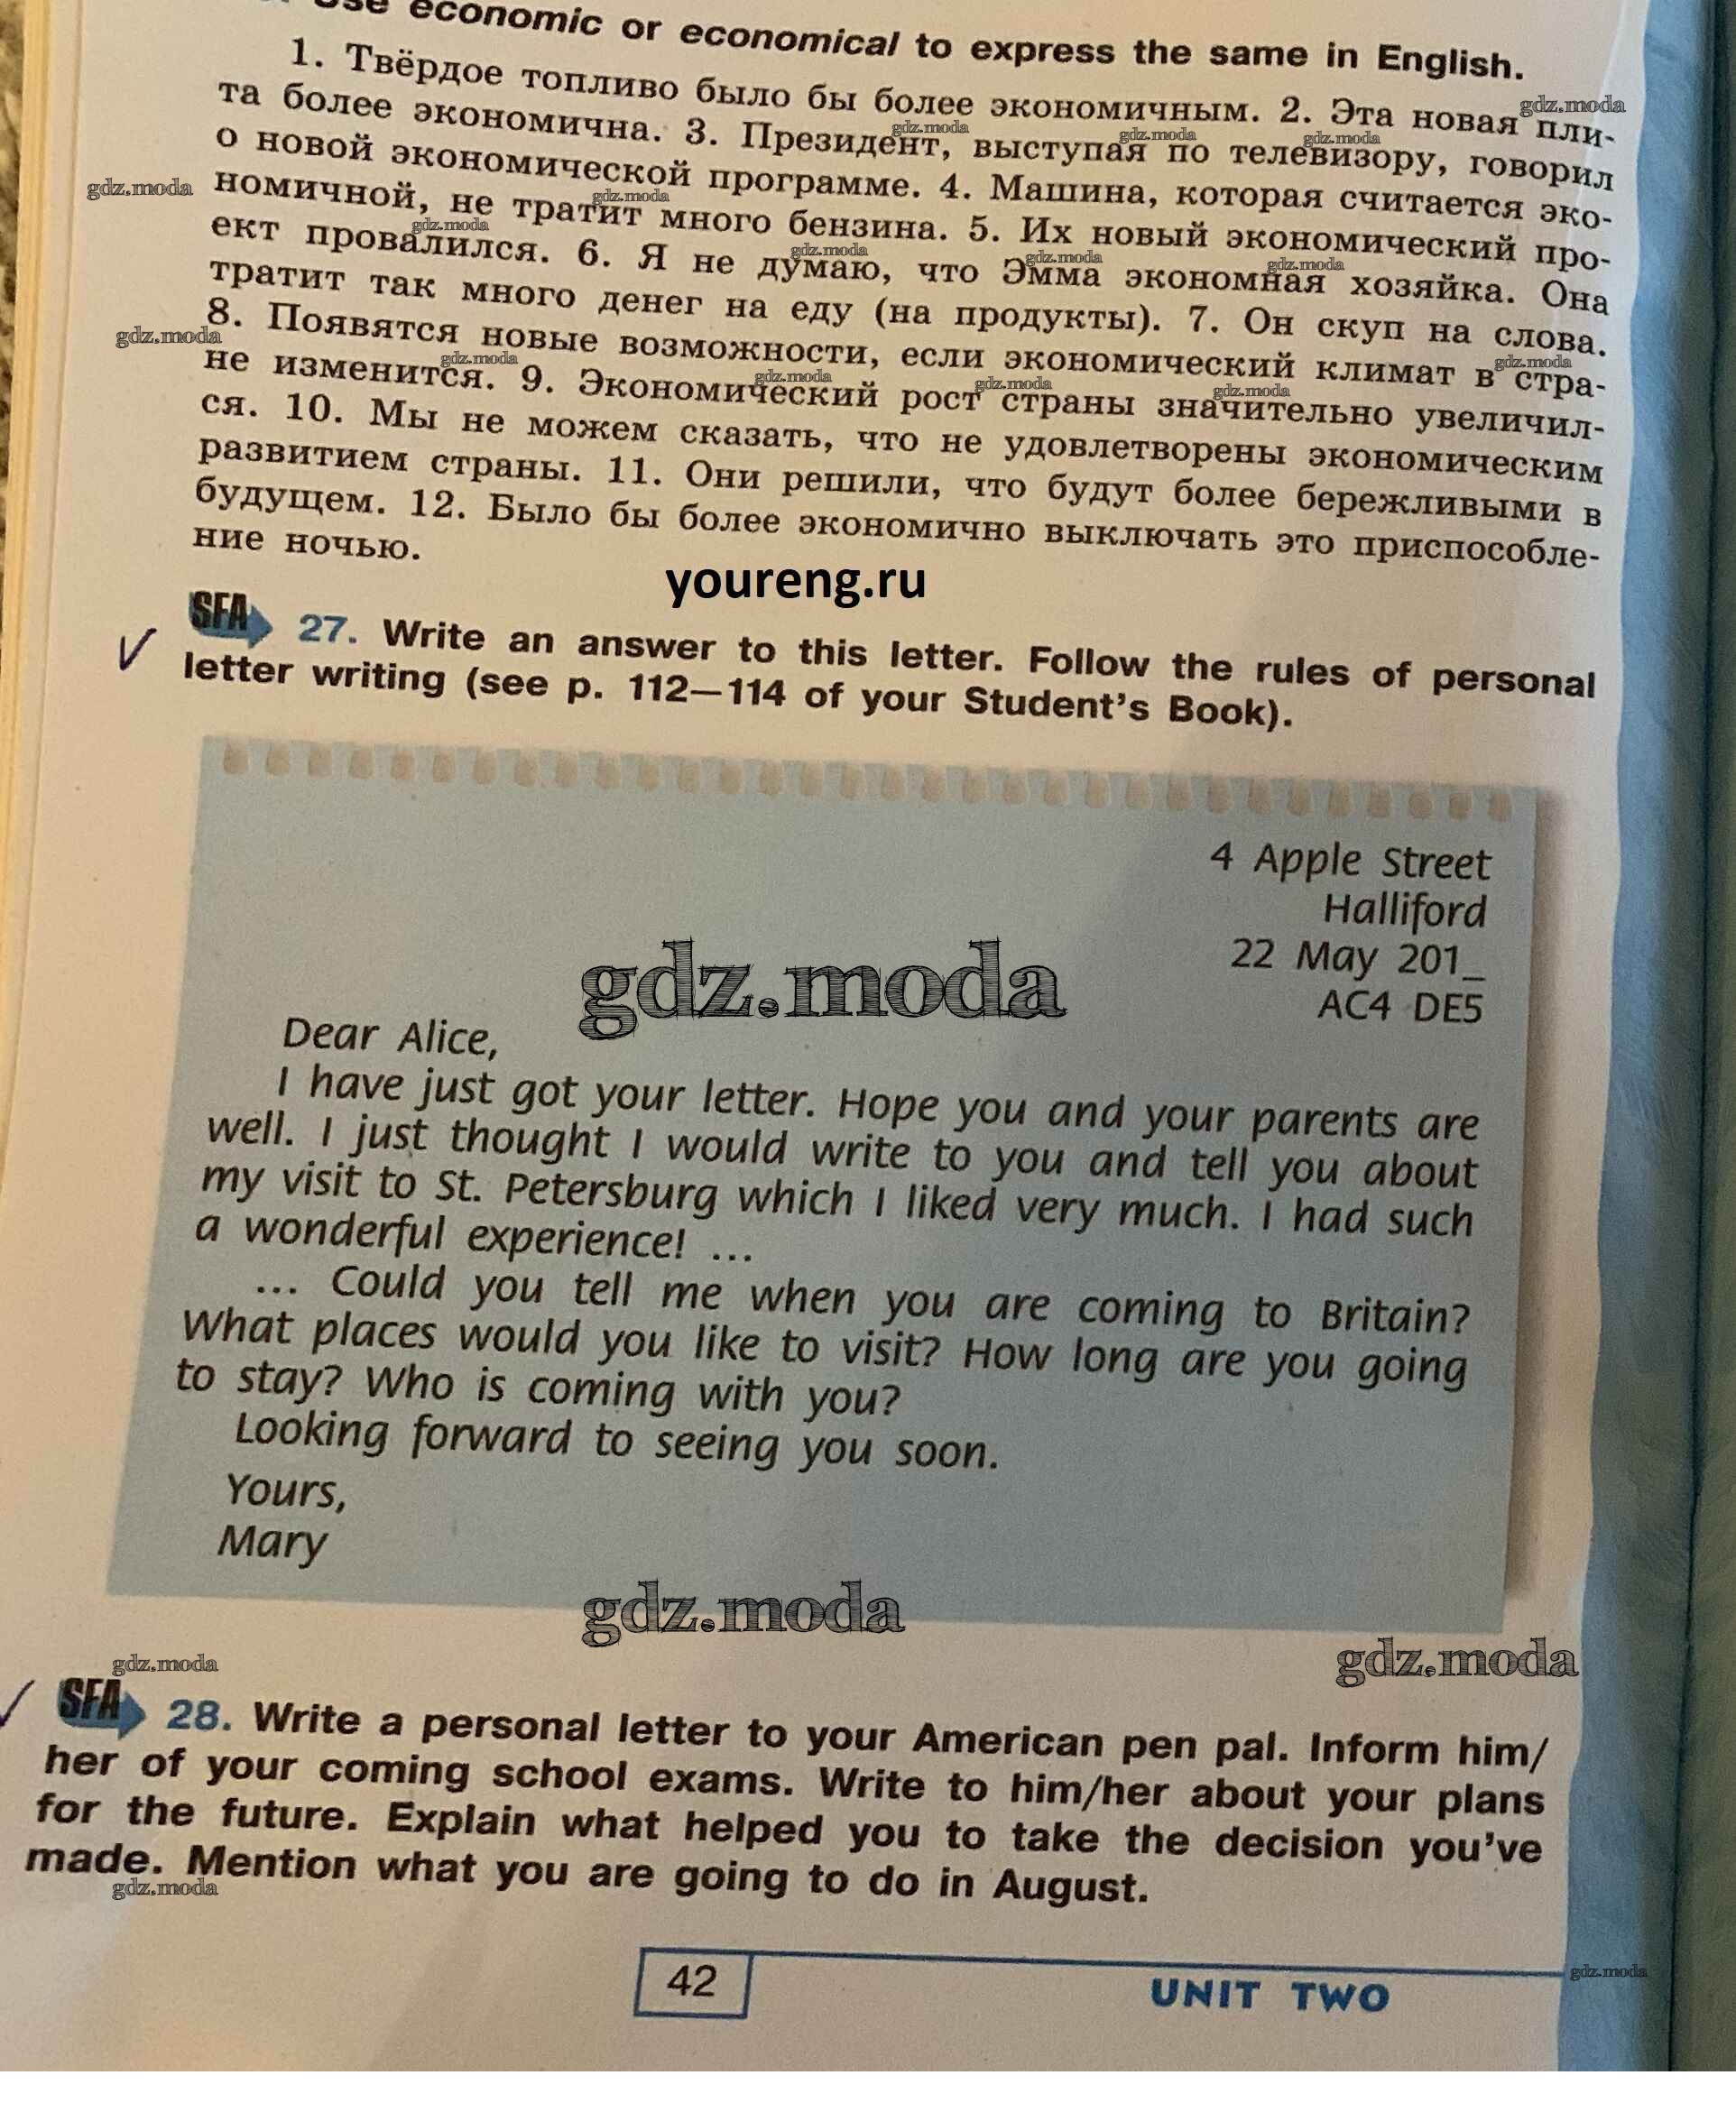 Use economic or economical to express the same in English.
1. Твёрдое топливо было бы более экономичным. 2. Эта новая пли-
та более экономична. 3. Президент, выступая по телевизору, говорил
о новой экономической программе. 4. Машина, которая считается эко-
номичной, не тратит много бензина. 5. Их новый экономический про-
ект провалился. 6. Я не думаю, что Эмма экономная хозяйка. Она
тратит так много денег на еду (на продукты). 7. Он скуп на слова.
8. Появятся новые возможности, если экономический климат в стра-
не изменится. 9. Экономический рост страны значительно увеличил-
ся. 10. Мы не можем сказать, что не удовлетворены экономическим
развитием страны. 11. Они решили, что будут более бережливыми в
будущем. 12. Было бы более экономично выключать это приспособле-
ние ночью.
youreng.ru
SFA 27. Write an answer to this letter. Follow the rules of personal
letter writing (see p. 112—114 of your Student's Book).
4 Apple Street
Halliford
22 May 201_
AC4 DE5
gdz.moda
Dear Alice,
I have just got your letter. Hope you and your parents are
well. I just thought I would write to you and tell you about
my visit to St. Petersburg which I liked very much. I had such
a wonderful experience! ...
... Could you tell me when you are coming to Britain?
What places would you like to visit? How long are you going
to stay? Who is coming with you?
Looking forward to seeing you soon.
Yours,
Mary
gdz.moda
gdz.moda
gdz.moda
SFA 28. Write a personal letter to your American pen pal. Inform him/
her of your coming school exams. Write to him/her about your plans
for the future. Explain what helped you to take the decision you've
made. Mention what you are going to do in August.
gdz.moda
42
UNIT TWO
gdz.moda